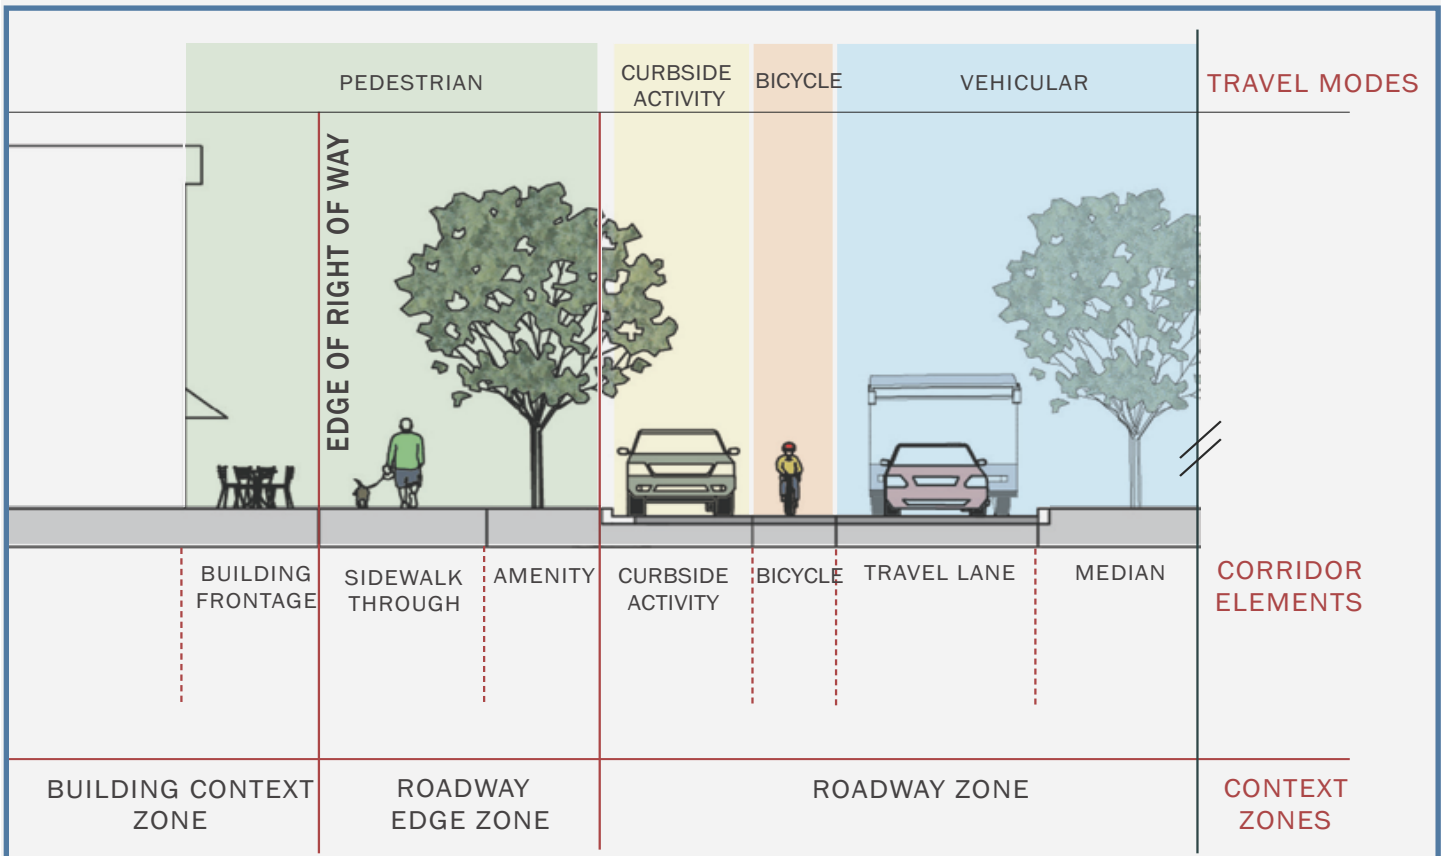 PEDESTRIAN
CURBSIDE
ACTIVITY
BICYCLE
VEHICULAR
TRAVEL MODES
EDGE OF RIGHT OF WAY
BUILDING
FRONTAGE
SIDEWALK
THROUGH
AMENITY
CURBSIDE
ACTIVITY
BICYCLE
TRAVEL LANE
MEDIAN
CORRIDOR
ELEMENTS
BUILDING CONTEXT
ZONE
ROADWAY
EDGE ZONE
ROADWAY ZONE
CONTEXT
ZONES